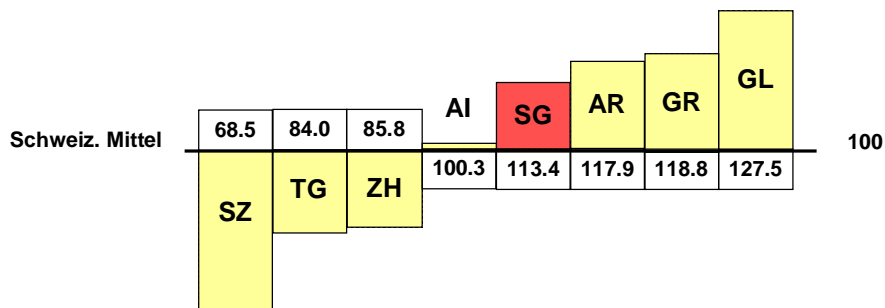 GL
GR
AR
AI
SG
68.5 84.0 85.8
Schweiz. Mittel 100
100.3 113.4 117.9 118.8 127.5
TG ZH
SZ